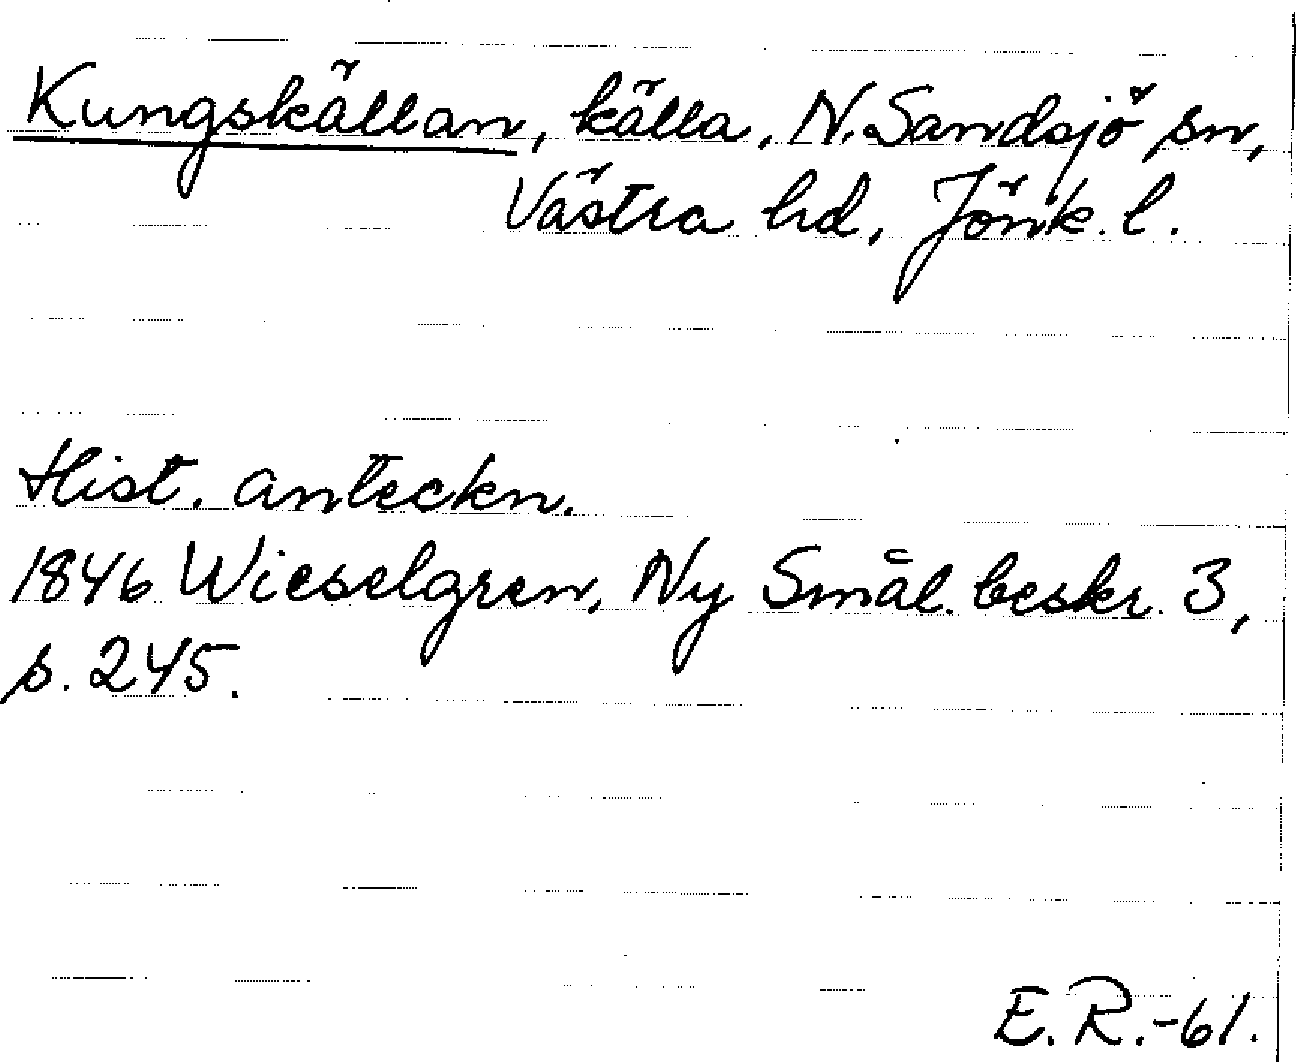 Kungskällan, källa, N. Sandsjö sn,
Västra hd, Jönk. l.
Hist. anteckn.
1846 Wieselgren, Ny Smål. beskr. 3,
s. 245.
E. R.-61.